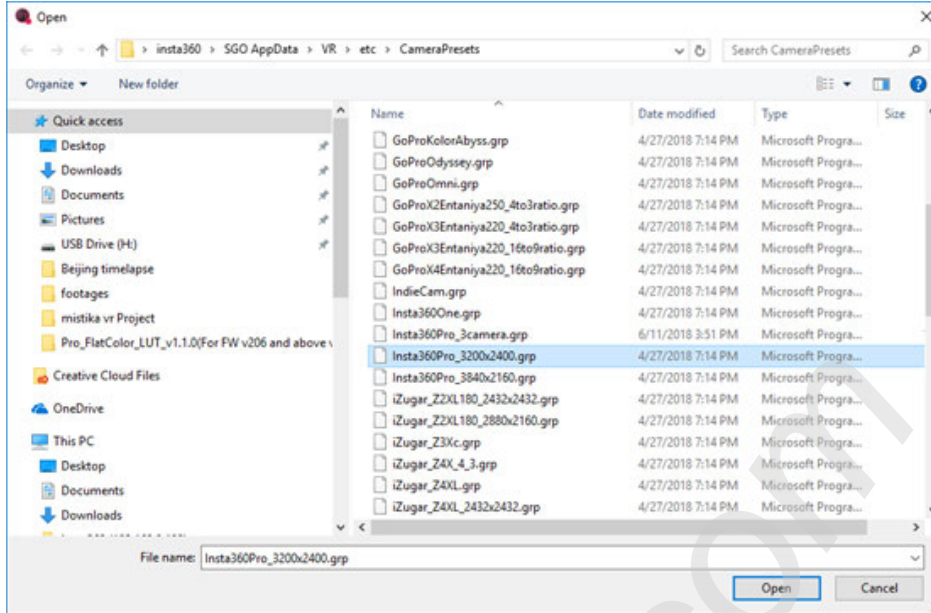 Open
insta360 > SGO AppData > VR > etc > CameraPresets
Search CameraPresets
Organize
New folder
Name
Date modified
Type
Size
Quick access
Desktop
Downloads
Documents
Pictures
USB Drive (H:)
Beijing timelapse
footages
mistika vr Project
Pro_FlatColor_LUT_v1.1.0(For FW v206 and above v
Creative Cloud Files
OneDrive
This PC
Desktop
Documents
Downloads
GoProKolorAbyss.grp 4/27/2018 7:14 PM Microsoft Progra...
GoProOdyssey.grp 4/27/2018 7:14 PM Microsoft Progra...
GoProOmni.grp 4/27/2018 7:14 PM Microsoft Progra...
GoProX2Entaniya250_4to3ratio.grp 4/27/2018 7:14 PM Microsoft Progra...
GoProX3Entaniya220_4to3ratio.grp 4/27/2018 7:14 PM Microsoft Progra...
GoProX3Entaniya220_16to9ratio.grp 4/27/2018 7:14 PM Microsoft Progra...
GoProX4Entaniya220_16to9ratio.grp 4/27/2018 7:14 PM Microsoft Progra...
IndieCam.grp 4/27/2018 7:14 PM Microsoft Progra...
Insta360One.grp 4/27/2018 7:14 PM Microsoft Progra...
Insta360Pro_3camera.grp 6/11/2018 3:51 PM Microsoft Progra...
Insta360Pro_3200x2400.grp 4/27/2018 7:14 PM Microsoft Progra...
Insta360Pro_3840x2160.grp 4/27/2018 7:14 PM Microsoft Progra...
iZugar_Z2XL180_2432x2432.grp 4/27/2018 7:14 PM Microsoft Progra...
iZugar_Z2XL180_2880x2160.grp 4/27/2018 7:14 PM Microsoft Progra...
iZugar_Z3Xc.grp 4/27/2018 7:14 PM Microsoft Progra...
iZugar_Z4X_4_3.grp 4/27/2018 7:14 PM Microsoft Progra...
iZugar_Z4XL.grp 4/27/2018 7:14 PM Microsoft Progra...
iZugar_Z4XL_2432x2432.grp 4/27/2018 7:14 PM Microsoft Progra...
File name: Insta360Pro_3200x2400.grp
Open
Cancel
com